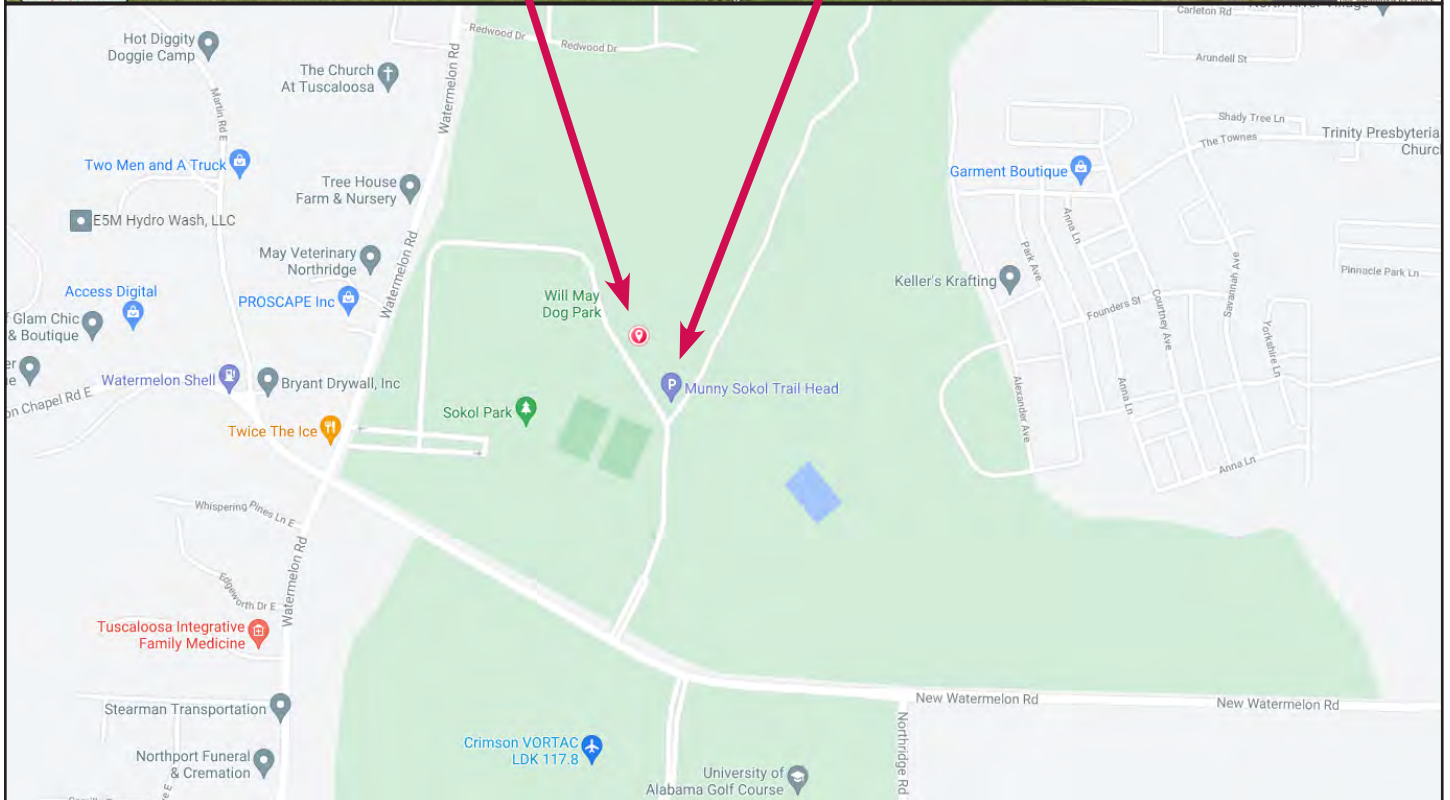 Carleton Rd
Redwood Dr
Redwood Dr
Hot Diggity
Doggie Camp
Arundell St
The Church
At Tuscaloosa
Watermelon Rd
Martin Rd E
Shady Tree Ln
The Townes
Trinity Presbyteria
Churc
Two Men and A Truck
Garment Boutique
Tree House
Farm & Nursery
E5M Hydro Wash, LLC
Anna Ln
Park Ave
May Veterinary
Northridge
Watermelon Rd
Keller's Krafting
Savannah Ave
Pinnacle Park Ln
Access Digital
PROSCAPE Inc
Will May
Dog Park
Founders St
Courtney Ave
f Glam Chic
& Boutique
Yorkshire Ln
er
e
Watermelon Shell
Bryant Drywall, Inc
P
Munny Sokol Trail Head
on Chapel Rd E
Sokol Park
Alexander Ave
Anna Ln
Twice The Ice
Anna Ln
Whispering Pines Ln E
Watermelon Rd
Edgeworth Dr E
Tuscaloosa Integrative
Family Medicine
Stearman Transportation
New Watermelon Rd
New Watermelon Rd
Northridge Rd
Crimson VORTAC
LDK 117.8
Northport Funeral
& Cremation
University of
Alabama Golf Course